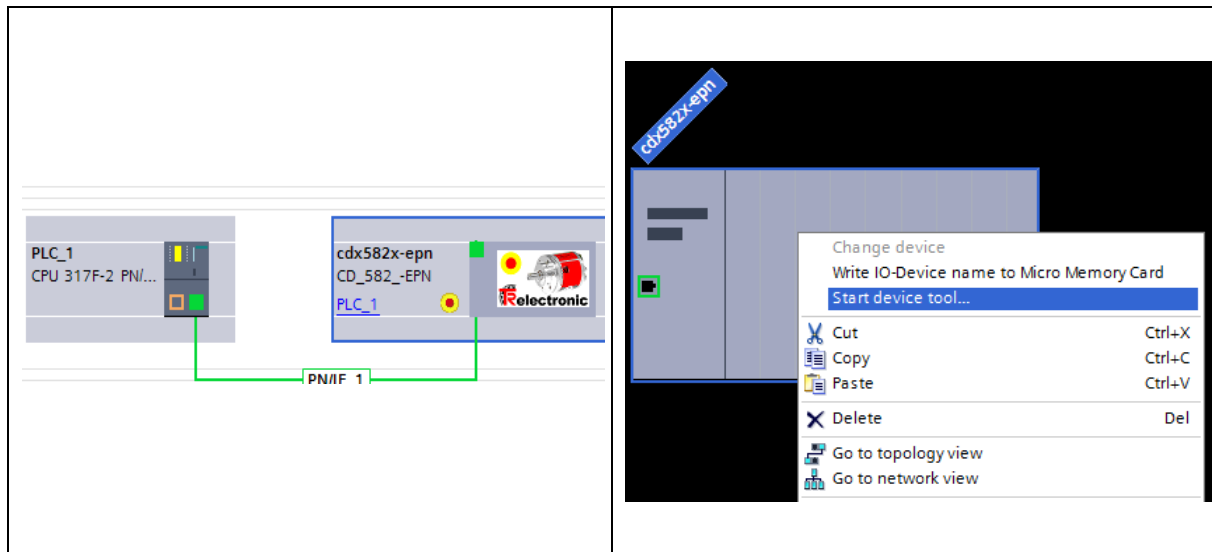 PLC_1
CPU 317F-2 PN/...
cdx582x-epn
CD_582_-EPN
PLC_1
TRelectronic
PN/IE_1
cdx582x-epn
Change device
Write IO-Device name to Micro Memory Card
Start device tool...
Cut Ctrl+X
Copy Ctrl+C
Paste Ctrl+V
Delete Del
Go to topology view
Go to network view